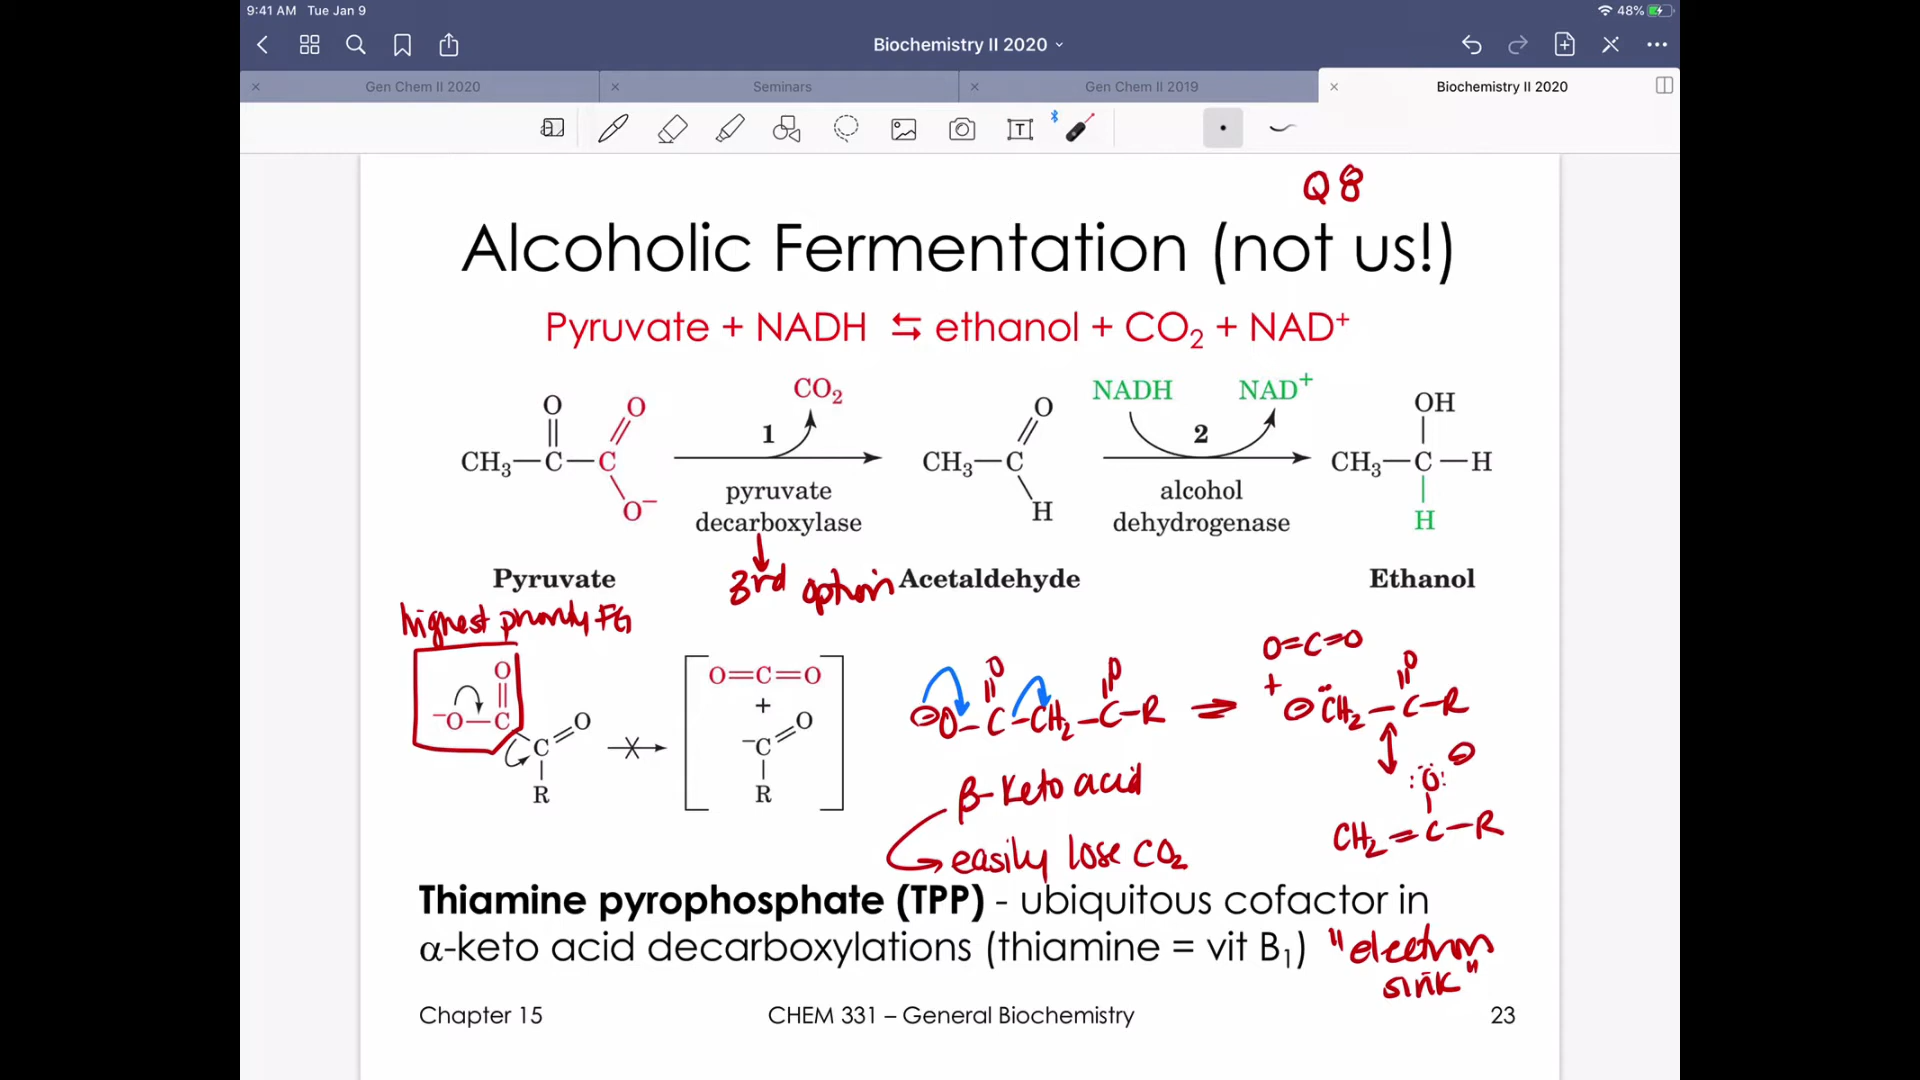 9:41 AM Tue Jan 9
48%
Biochemistry II 2020
Gen Chem II 2020
Seminars
Gen Chem II 2019
Biochemistry II 2020
T
Q8
Alcoholic Fermentation (not us!)
Pyruvate + NADH ⇆ ethanol + CO₂ + NAD⁺
CO₂
NADH NAD⁺
O O O OH
1 2
CH₃—C—C CH₃—C CH₃—C—H
O⁻ H H
pyruvate
decarboxylase
alcohol
dehydrogenase
Pyruvate
Acetaldehyde
Ethanol
3rd option
highest priority FG
O
⁻O—C
C=O
R
O=C=O
+
⁻C=O
R
O O
⊖O–C–CH₂–C–R ⇌
O=C=O
+
O
⊖C̈H₂–C–R
:Ö: ⊖
CH₂=C–R
β-keto acid
easily lose CO₂
Thiamine pyrophosphate (TPP) - ubiquitous cofactor in
α-keto acid decarboxylations (thiamine = vit B₁)
"electron
sink"
Chapter 15
CHEM 331 – General Biochemistry
23